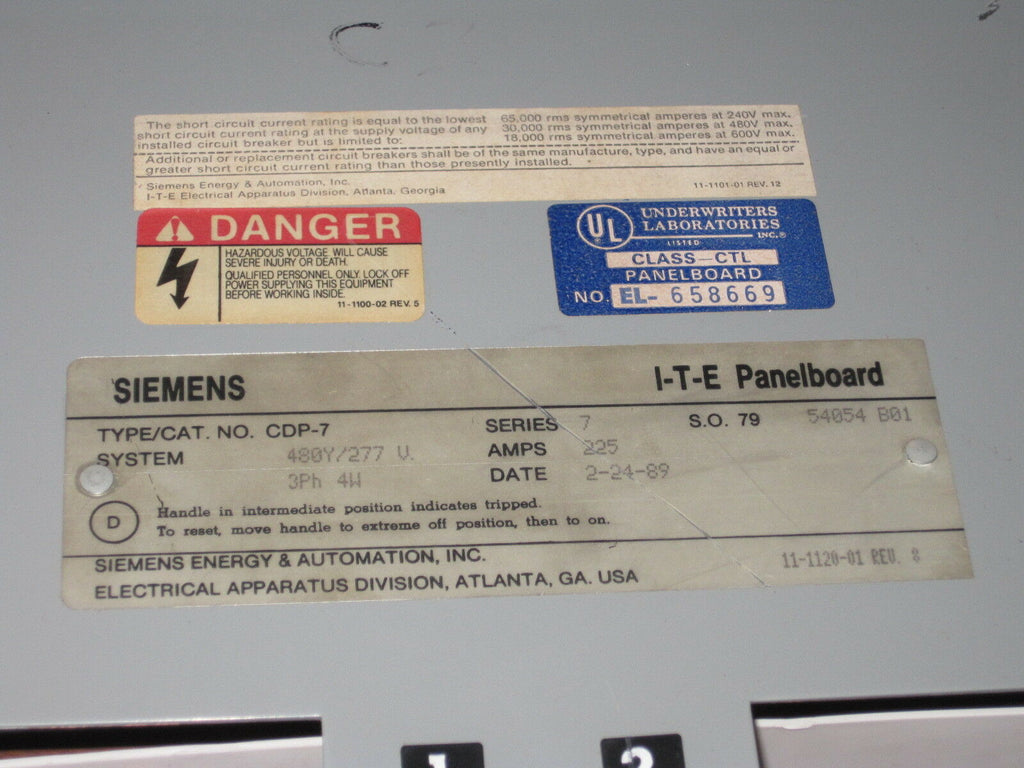 The short circuit current rating is equal to the lowest
short circuit current rating at the supply voltage of any
installed circuit breaker but is limited to:
65,000 rms symmetrical amperes at 240V max.
30,000 rms symmetrical amperes at 480V max.
18,000 rms symmetrical amperes at 600V max.
Additional or replacement circuit breakers shall be of the same manufacture, type, and have an equal or
greater short circuit current rating than those presently installed.
Siemens Energy & Automation, Inc.
I-T-E Electrical Apparatus Division, Atlanta, Georgia
11-1101-01 REV. 12
DANGER
HAZARDOUS VOLTAGE WILL CAUSE
SEVERE INJURY OR DEATH.
QUALIFIED PERSONNEL ONLY. LOCK OFF
POWER SUPPLYING THIS EQUIPMENT
BEFORE WORKING INSIDE.
11-1100-02 REV. 5
UL
UNDERWRITERS
LABORATORIES
INC.®
LISTED
CLASS-CTL
PANELBOARD
NO. EL- 658669
SIEMENS
I-T-E Panelboard
TYPE/CAT. NO. CDP-7
SERIES 7
S.O. 79 54054 B01
SYSTEM 480Y/277 V.
AMPS 225
3Ph 4W
DATE 2-24-89
D
Handle in intermediate position indicates tripped.
To reset, move handle to extreme off position, then to on.
SIEMENS ENERGY & AUTOMATION, INC.
ELECTRICAL APPARATUS DIVISION, ATLANTA, GA. USA
11-1120-01 REV. 8
1
2